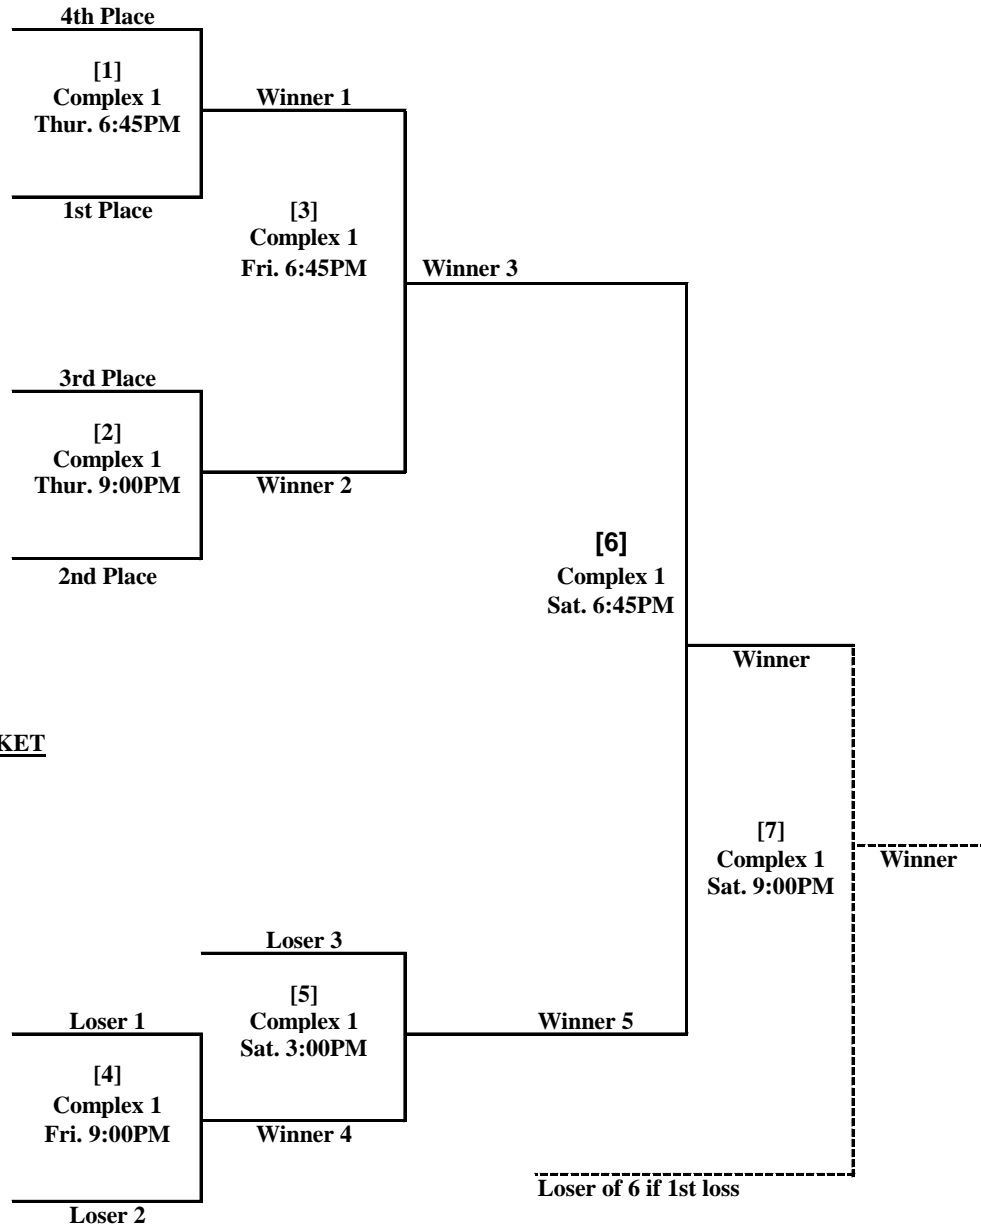 4th Place
[1]
Complex 1
Thur. 6:45PM
1st Place
Winner 1
[3]
Complex 1
Fri. 6:45PM
Winner 3
3rd Place
[2]
Complex 1
Thur. 9:00PM
2nd Place
Winner 2
[6]
Complex 1
Sat. 6:45PM
Winner
KET
[7]
Complex 1
Sat. 9:00PM
Winner
Loser 3
[5]
Complex 1
Sat. 3:00PM
Winner 5
Loser 1
[4]
Complex 1
Fri. 9:00PM
Winner 4
Loser 2
Loser of 6 if 1st loss